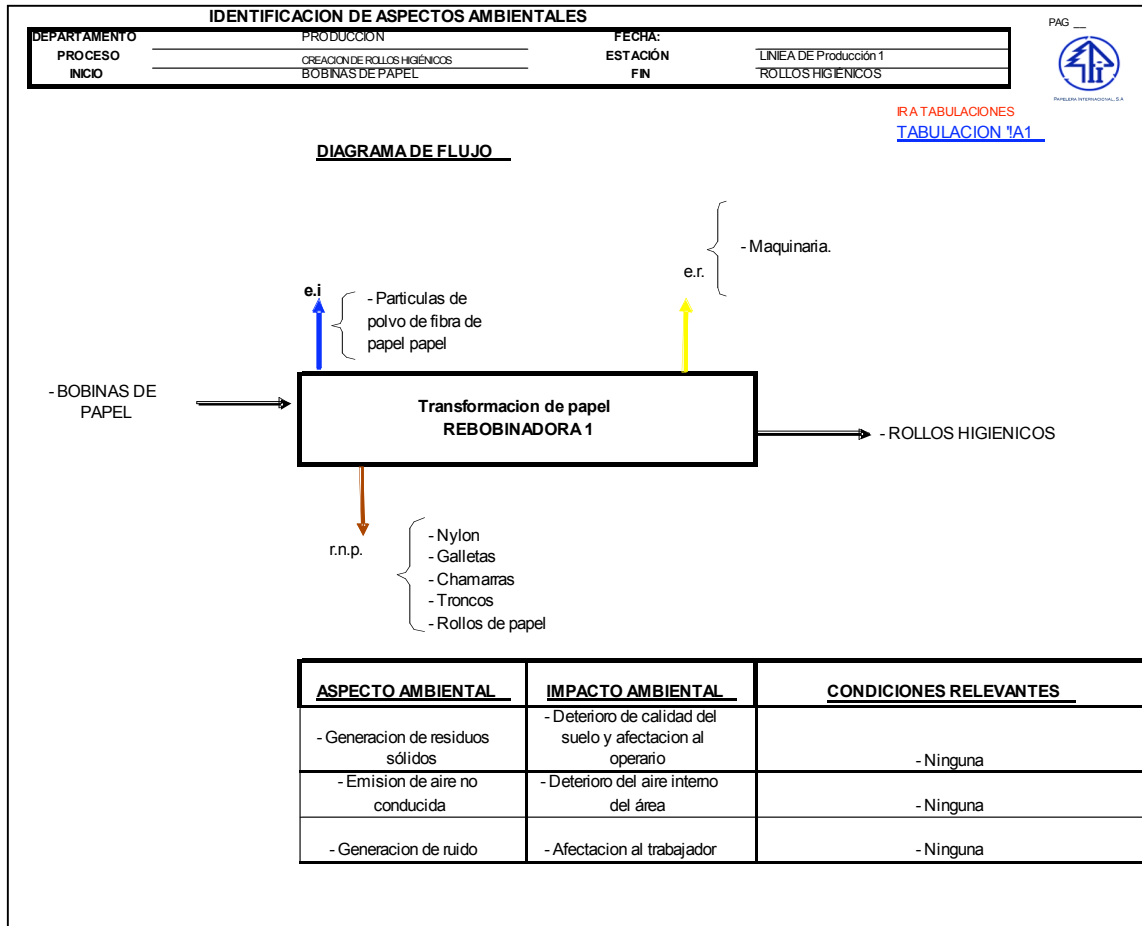 IDENTIFICACION DE ASPECTOS AMBIENTALES
PAG __
DEPARTAMENTO PRODUCCION FECHA:
PROCESO CREACION DE ROLLOS HIGIÉNICOS ESTACIÓN LINIEA DE Producción 1
INICIO BOBINAS DE PAPEL FIN ROLLOS HIGIENICOS
PAPELERA INTERNACIONAL, S.A
IR A TABULACIONES
TABULACION '!A1
DIAGRAMA DE FLUJO
- Maquinaria.
e.r.
e.i
- Particulas de
polvo de fibra de
papel papel
- BOBINAS DE
PAPEL
Transformacion de papel
REBOBINADORA 1
- ROLLOS HIGIENICOS
r.n.p.
- Nylon
- Galletas
- Chamarras
- Troncos
- Rollos de papel
ASPECTO AMBIENTAL IMPACTO AMBIENTAL CONDICIONES RELEVANTES
- Generacion de residuos
sólidos
- Deterioro de calidad del
suelo y afectacion al
operario
- Ninguna
- Emision de aire no
conducida
- Deterioro del aire interno
del área
- Ninguna
- Generacion de ruido - Afectacion al trabajador - Ninguna